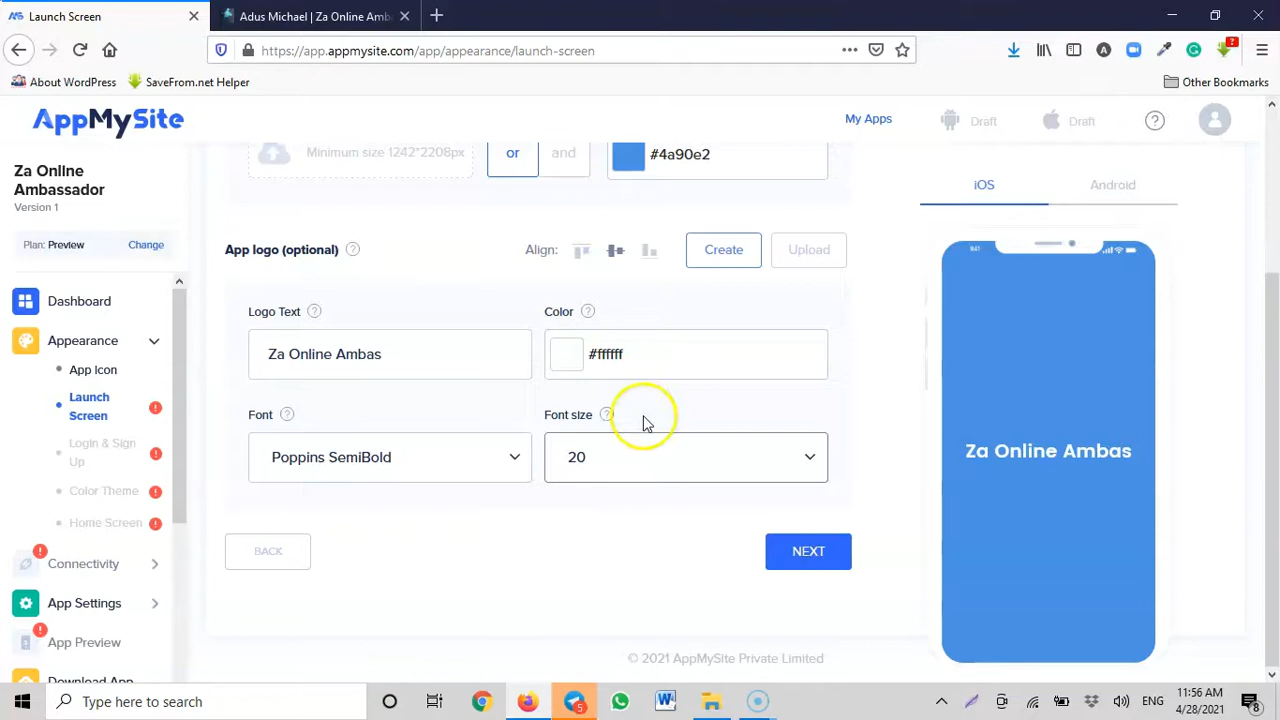 Launch Screen
Adus Michael | Za Online Amba
https://app.appmysite.com/app/appearance/launch-screen
About WordPress
SaveFrom.net Helper
Other Bookmarks
AppMySite
My Apps
Draft
Draft
Za Online
Ambassador
Version 1
Plan: Preview
Change
Dashboard
Appearance
App Icon
Launch
Screen
Login & Sign
Up
Color Theme
Home Screen
Connectivity
App Settings
App Preview
Download App
Minimum size 1242*2208px
or
and
#4a90e2
App logo (optional)
Align:
Create
Upload
Logo Text
Color
Za Online Ambas
#ffffff
Font
Font size
Poppins SemiBold
20
BACK
NEXT
© 2021 AppMySite Private Limited
iOS
Android
9:41
Za Online Ambas
Type here to search
5
ENG
11:56 AM
4/28/2021
8